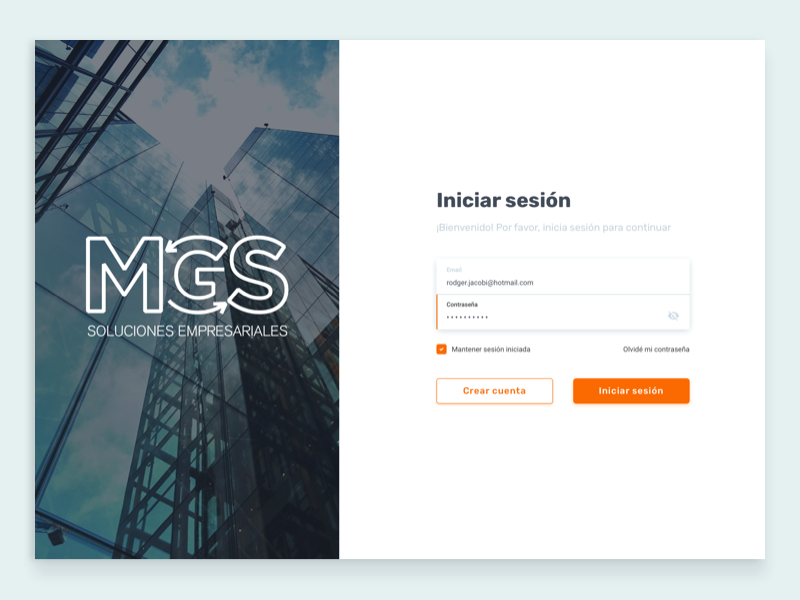 MGS
SOLUCIONES EMPRESARIALES
Iniciar sesión
¡Bienvenido! Por favor, inicia sesión para continuar
Email
rodger.jacobi@hotmail.com
Contraseña
••••••••••
Mantener sesión iniciada
Olvidé mi contraseña
Crear cuenta
Iniciar sesión